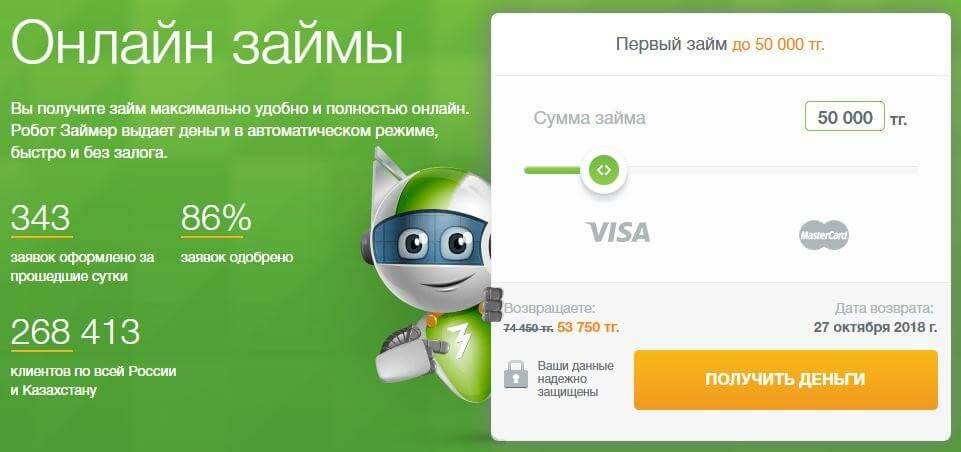 Онлайн займы
Вы получите займ максимально удобно и полностью онлайн.
Робот Займер выдает деньги в автоматическом режиме,
быстро и без залога.
343
заявок оформлено за
прошедшие сутки
86%
заявок одобрено
268 413
клиентов по всей России
и Казахстану
Первый займ до 50 000 тг.
Сумма займа
50 000 тг.
VISA
MasterCard
Возвращаете:
74 450 тг. 53 750 тг.
Дата возврата:
27 октября 2018 г.
Ваши данные
надежно
защищены
ПОЛУЧИТЬ ДЕНЬГИ